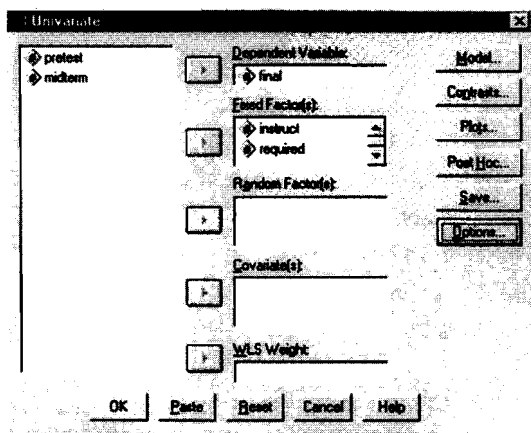 Univariate
pretest
midterm
Dependent Variable:
final
Fixed Factor(s):
instruct
required
Random Factor(s):
Covariate(s):
WLS Weight:
Model...
Contrasts...
Plots...
Post Hoc...
Save...
Options...
OK
Paste
Reset
Cancel
Help